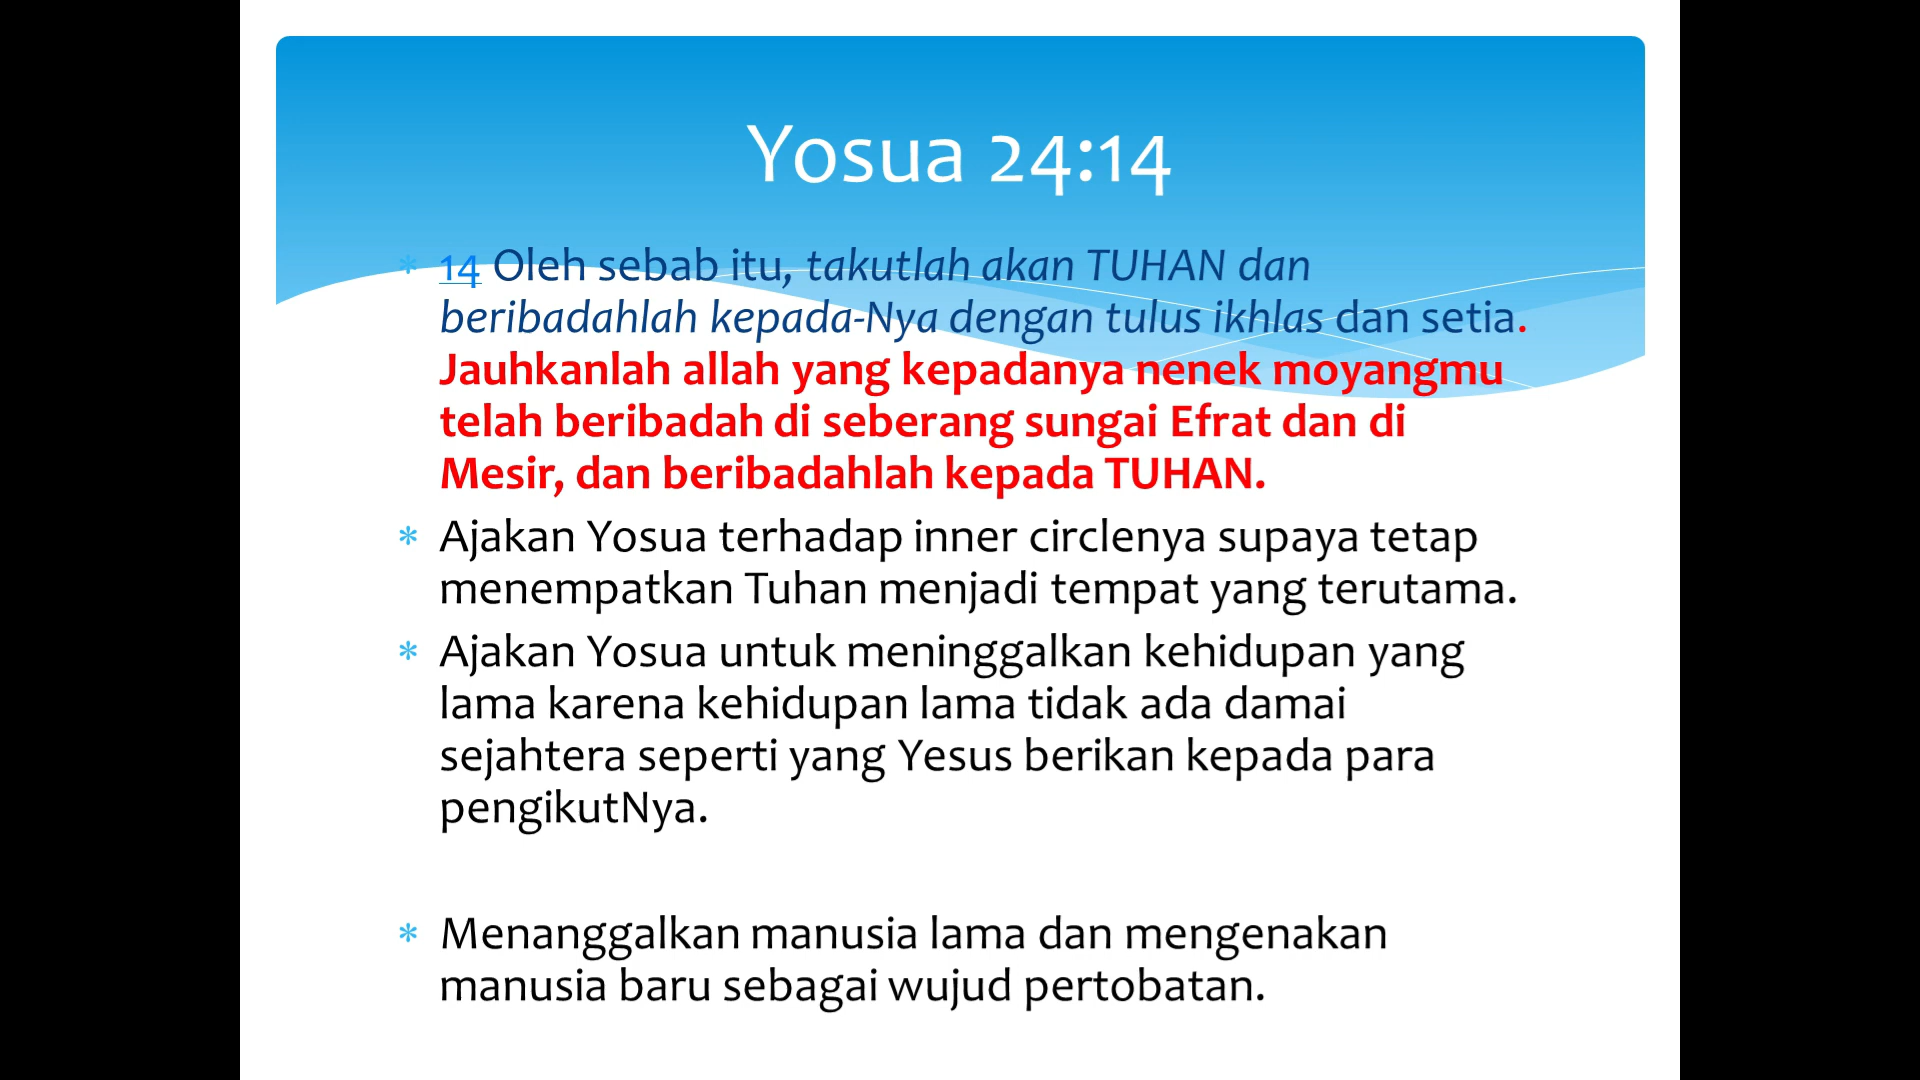 Yosua 24:14
* 14 Oleh sebab itu, takutlah akan TUHAN dan
beribadahlah kepada-Nya dengan tulus ikhlas dan setia.
Jauhkanlah allah yang kepadanya nenek moyangmu
telah beribadah di seberang sungai Efrat dan di
Mesir, dan beribadahlah kepada TUHAN.
* Ajakan Yosua terhadap inner circlenya supaya tetap
menempatkan Tuhan menjadi tempat yang terutama.
* Ajakan Yosua untuk meninggalkan kehidupan yang
lama karena kehidupan lama tidak ada damai
sejahtera seperti yang Yesus berikan kepada para
pengikutNya.
* Menanggalkan manusia lama dan mengenakan
manusia baru sebagai wujud pertobatan.